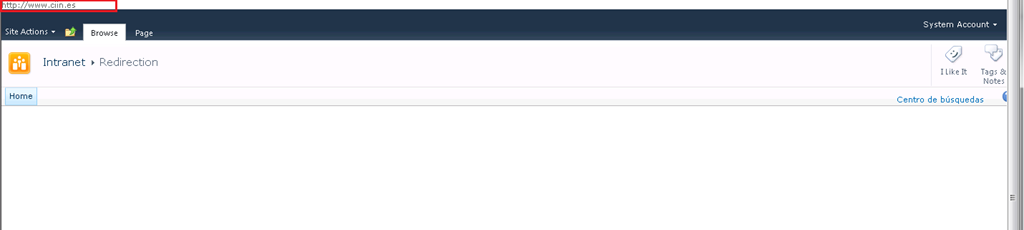 http://www.ciin.es
System Account
Site Actions
Browse
Page
Intranet
Redirection
I Like It
Tags &
Notes
Home
Centro de búsquedas